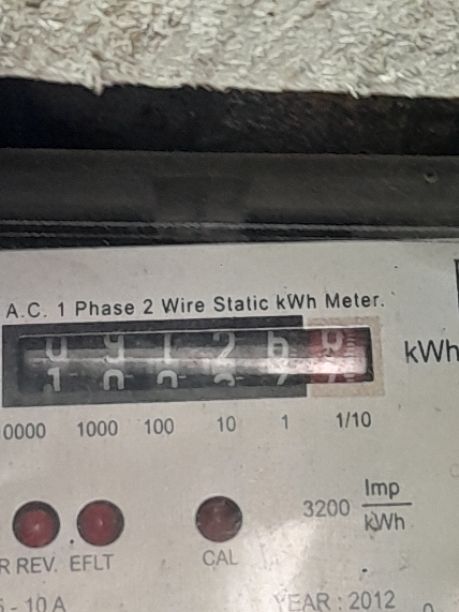 A.C. 1 Phase 2 Wire Static kWh Meter.
kWh
0000 1000 100 10 1 1/10
3200 Imp
kWh
R REV. EFLT CAL
- 10 A YEAR : 2012